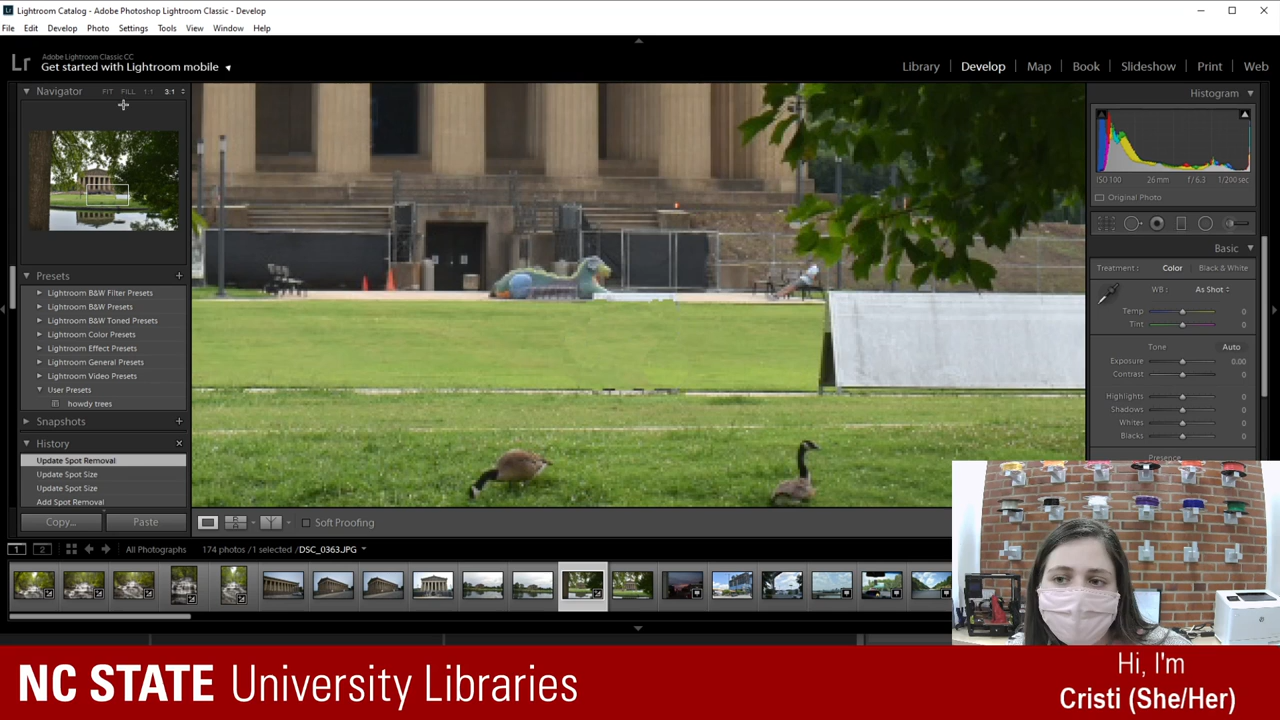 Lightroom Catalog - Adobe Photoshop Lightroom Classic - Develop
File Edit Develop Photo Settings Tools View Window Help
Lr
Adobe Lightroom Classic CC
Get started with Lightroom mobile
Library Develop Map Book Slideshow Print Web
Navigator FIT FILL 1:1 3:1
Histogram
ISO 100 26 mm f / 6.3 1/200 sec
Original Photo
Basic
Treatment: Color Black & White
WB: As Shot
Temp 0
Tint 0
Tone Auto
Exposure 0.00
Contrast 0
Highlights 0
Shadows 0
Whites 0
Blacks 0
Presence
Presets
Lightroom B&W Filter Presets
Lightroom B&W Presets
Lightroom B&W Toned Presets
Lightroom Color Presets
Lightroom Effect Presets
Lightroom General Presets
Lightroom Video Presets
User Presets
howdy trees
Snapshots
History
Update Spot Removal
Update Spot Size
Update Spot Size
Add Spot Removal
Copy... Paste
Soft Proofing
1 2 All Photographs 174 photos / 1 selected / DSC_0363.JPG
NC STATE University Libraries
Hi, I'm
Cristi (She/Her)